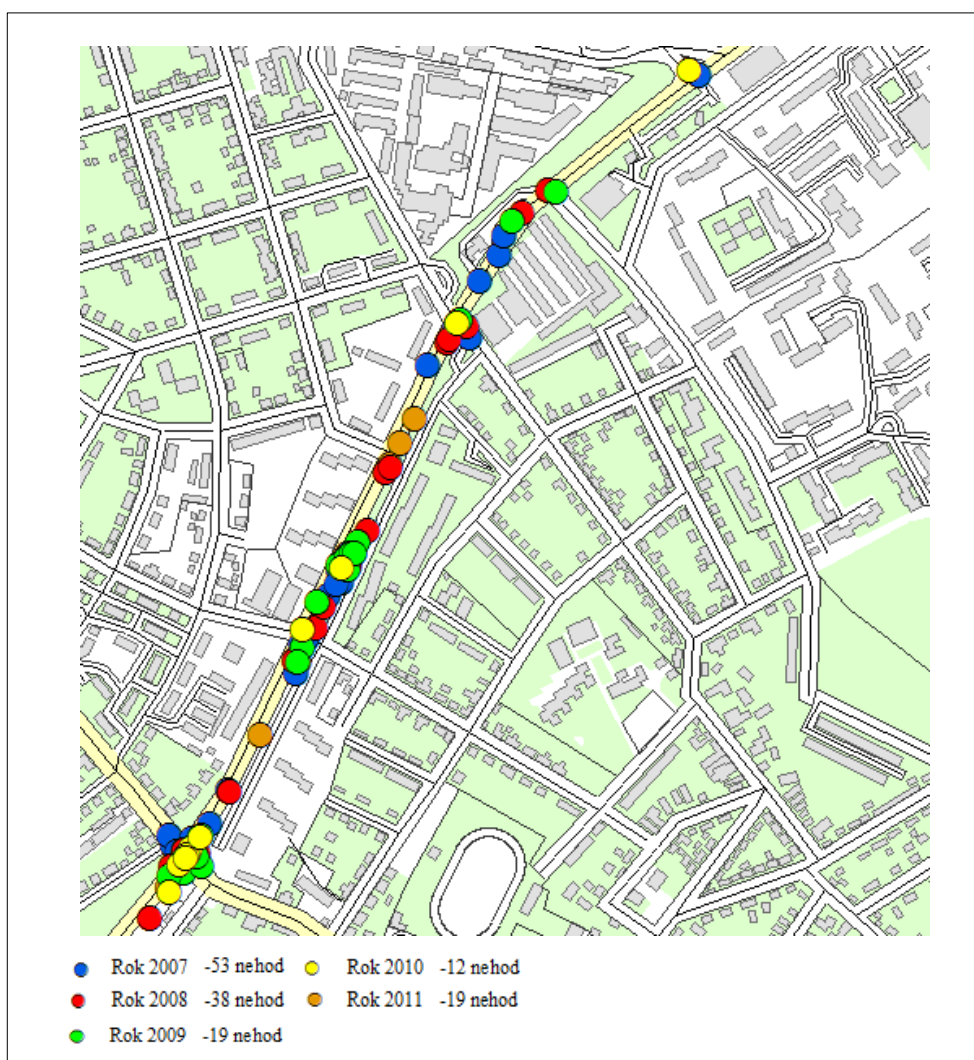 Rok 2007 -53 nehod
Rok 2010 -12 nehod
Rok 2008 -38 nehod
Rok 2011 -19 nehod
Rok 2009 -19 nehod